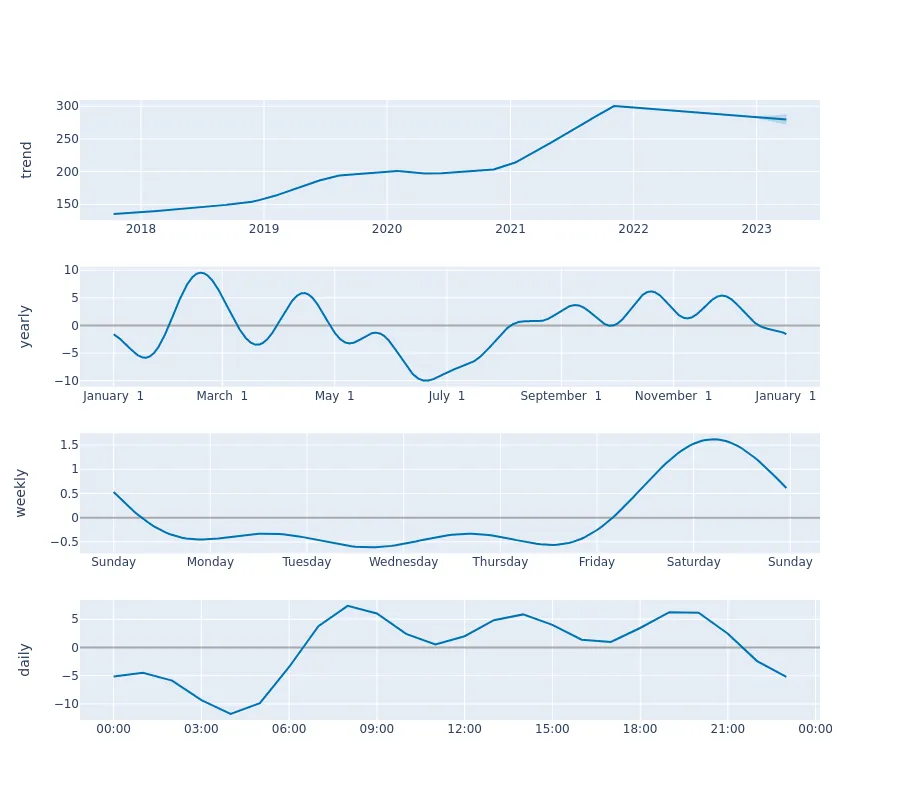 trend
300
250
200
150
2018 2019 2020 2021 2022 2023
yearly
10
5
0
−5
−10
January 1 March 1 May 1 July 1 September 1 November 1 January 1
weekly
1.5
1
0.5
0
−0.5
Sunday Monday Tuesday Wednesday Thursday Friday Saturday Sunday
daily
5
0
−5
−10
00:00 03:00 06:00 09:00 12:00 15:00 18:00 21:00 00:00